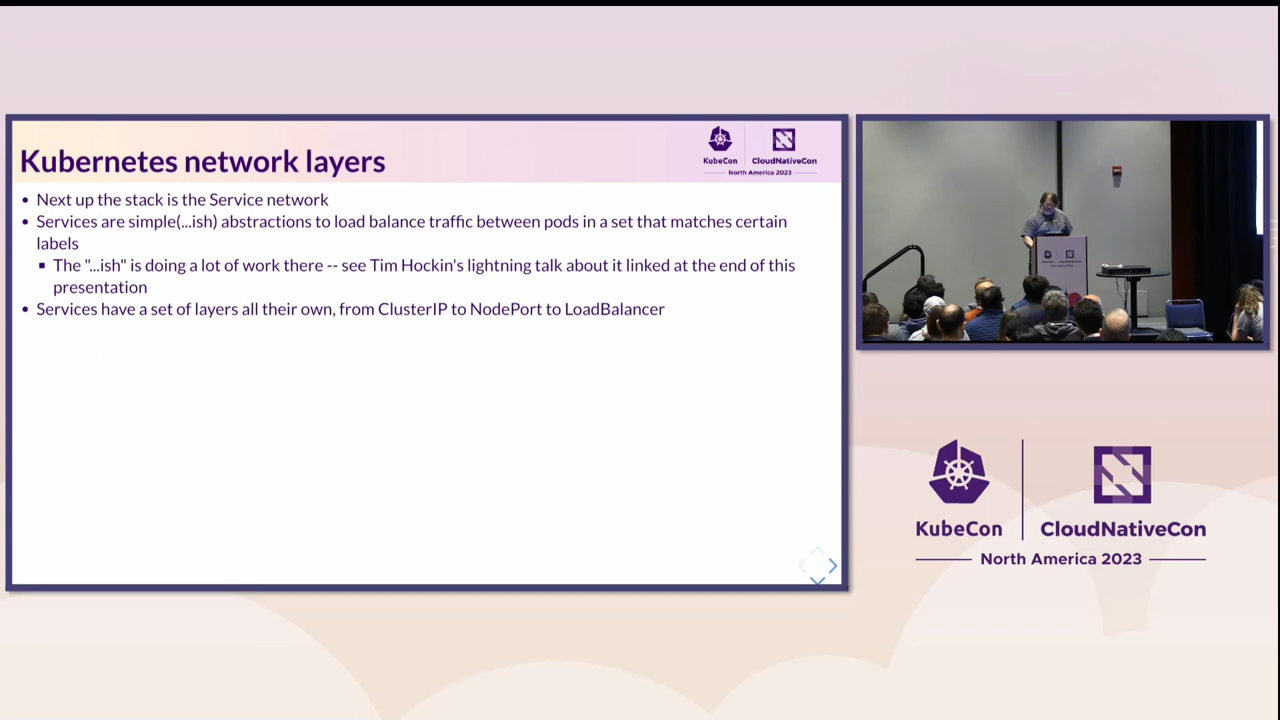 Kubernetes network layers
KubeCon
CloudNativeCon
North America 2023
• Next up the stack is the Service network
• Services are simple(...ish) abstractions to load balance traffic between pods in a set that matches certain
labels
▪ The "...ish" is doing a lot of work there -- see Tim Hockin's lightning talk about it linked at the end of this
presentation
• Services have a set of layers all their own, from ClusterIP to NodePort to LoadBalancer
KubeCon
CloudNativeCon
North America 2023